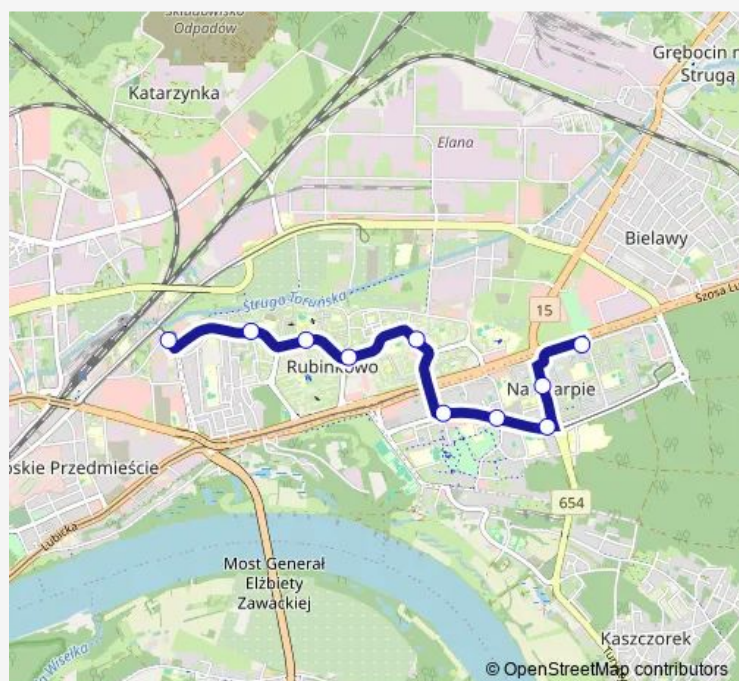 Odpadów
Katarzynka
Grębocin n
Strugą
Elana
Bielawy
Struga Toruńska
15
Szosa Lu
Rubinkowo
Na
arpie
oskie Przedmieście
654
Lubicka
Most Generał
Elżbiety
Zawackiej
Kaszczorek
© OpenStreetMap contributors